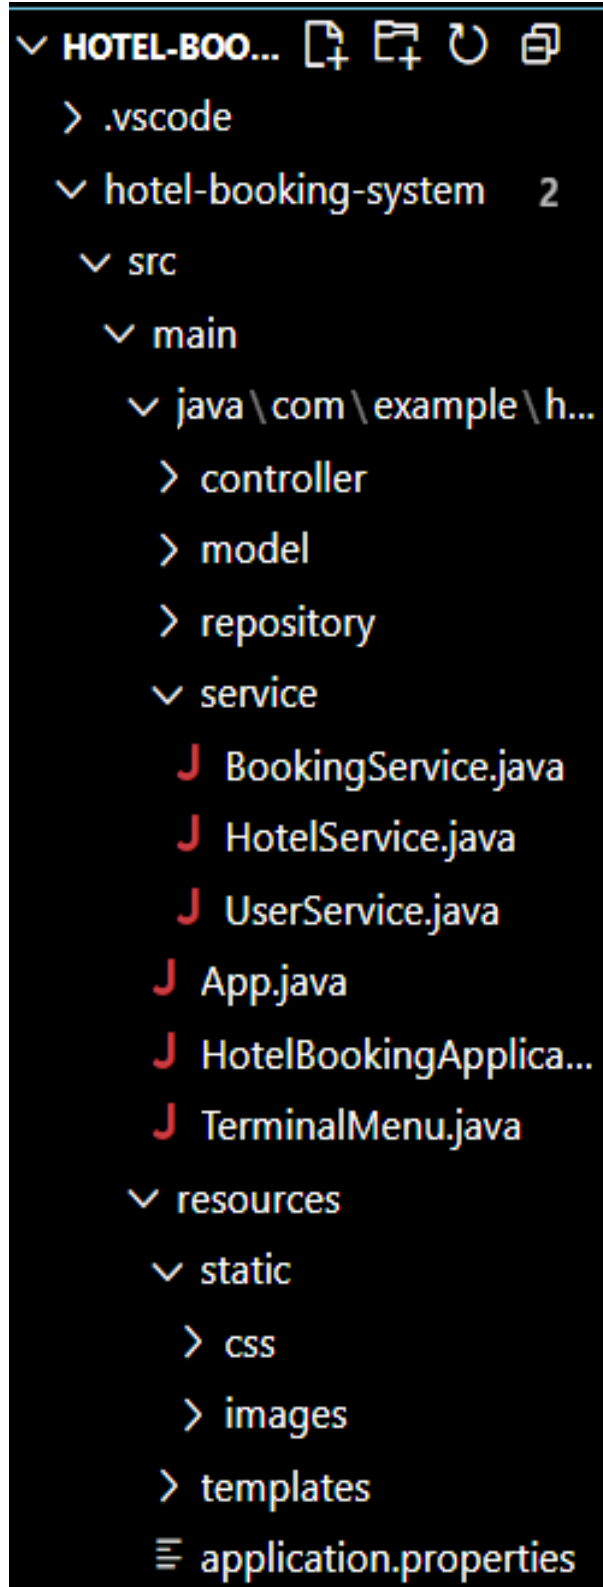 HOTEL-BOO...
.vscode
hotel-booking-system 2
src
main
java\com\example\h...
controller
model
repository
service
J BookingService.java
J HotelService.java
J UserService.java
J App.java
J HotelBookingApplica...
J TerminalMenu.java
resources
static
css
images
templates
application.properties